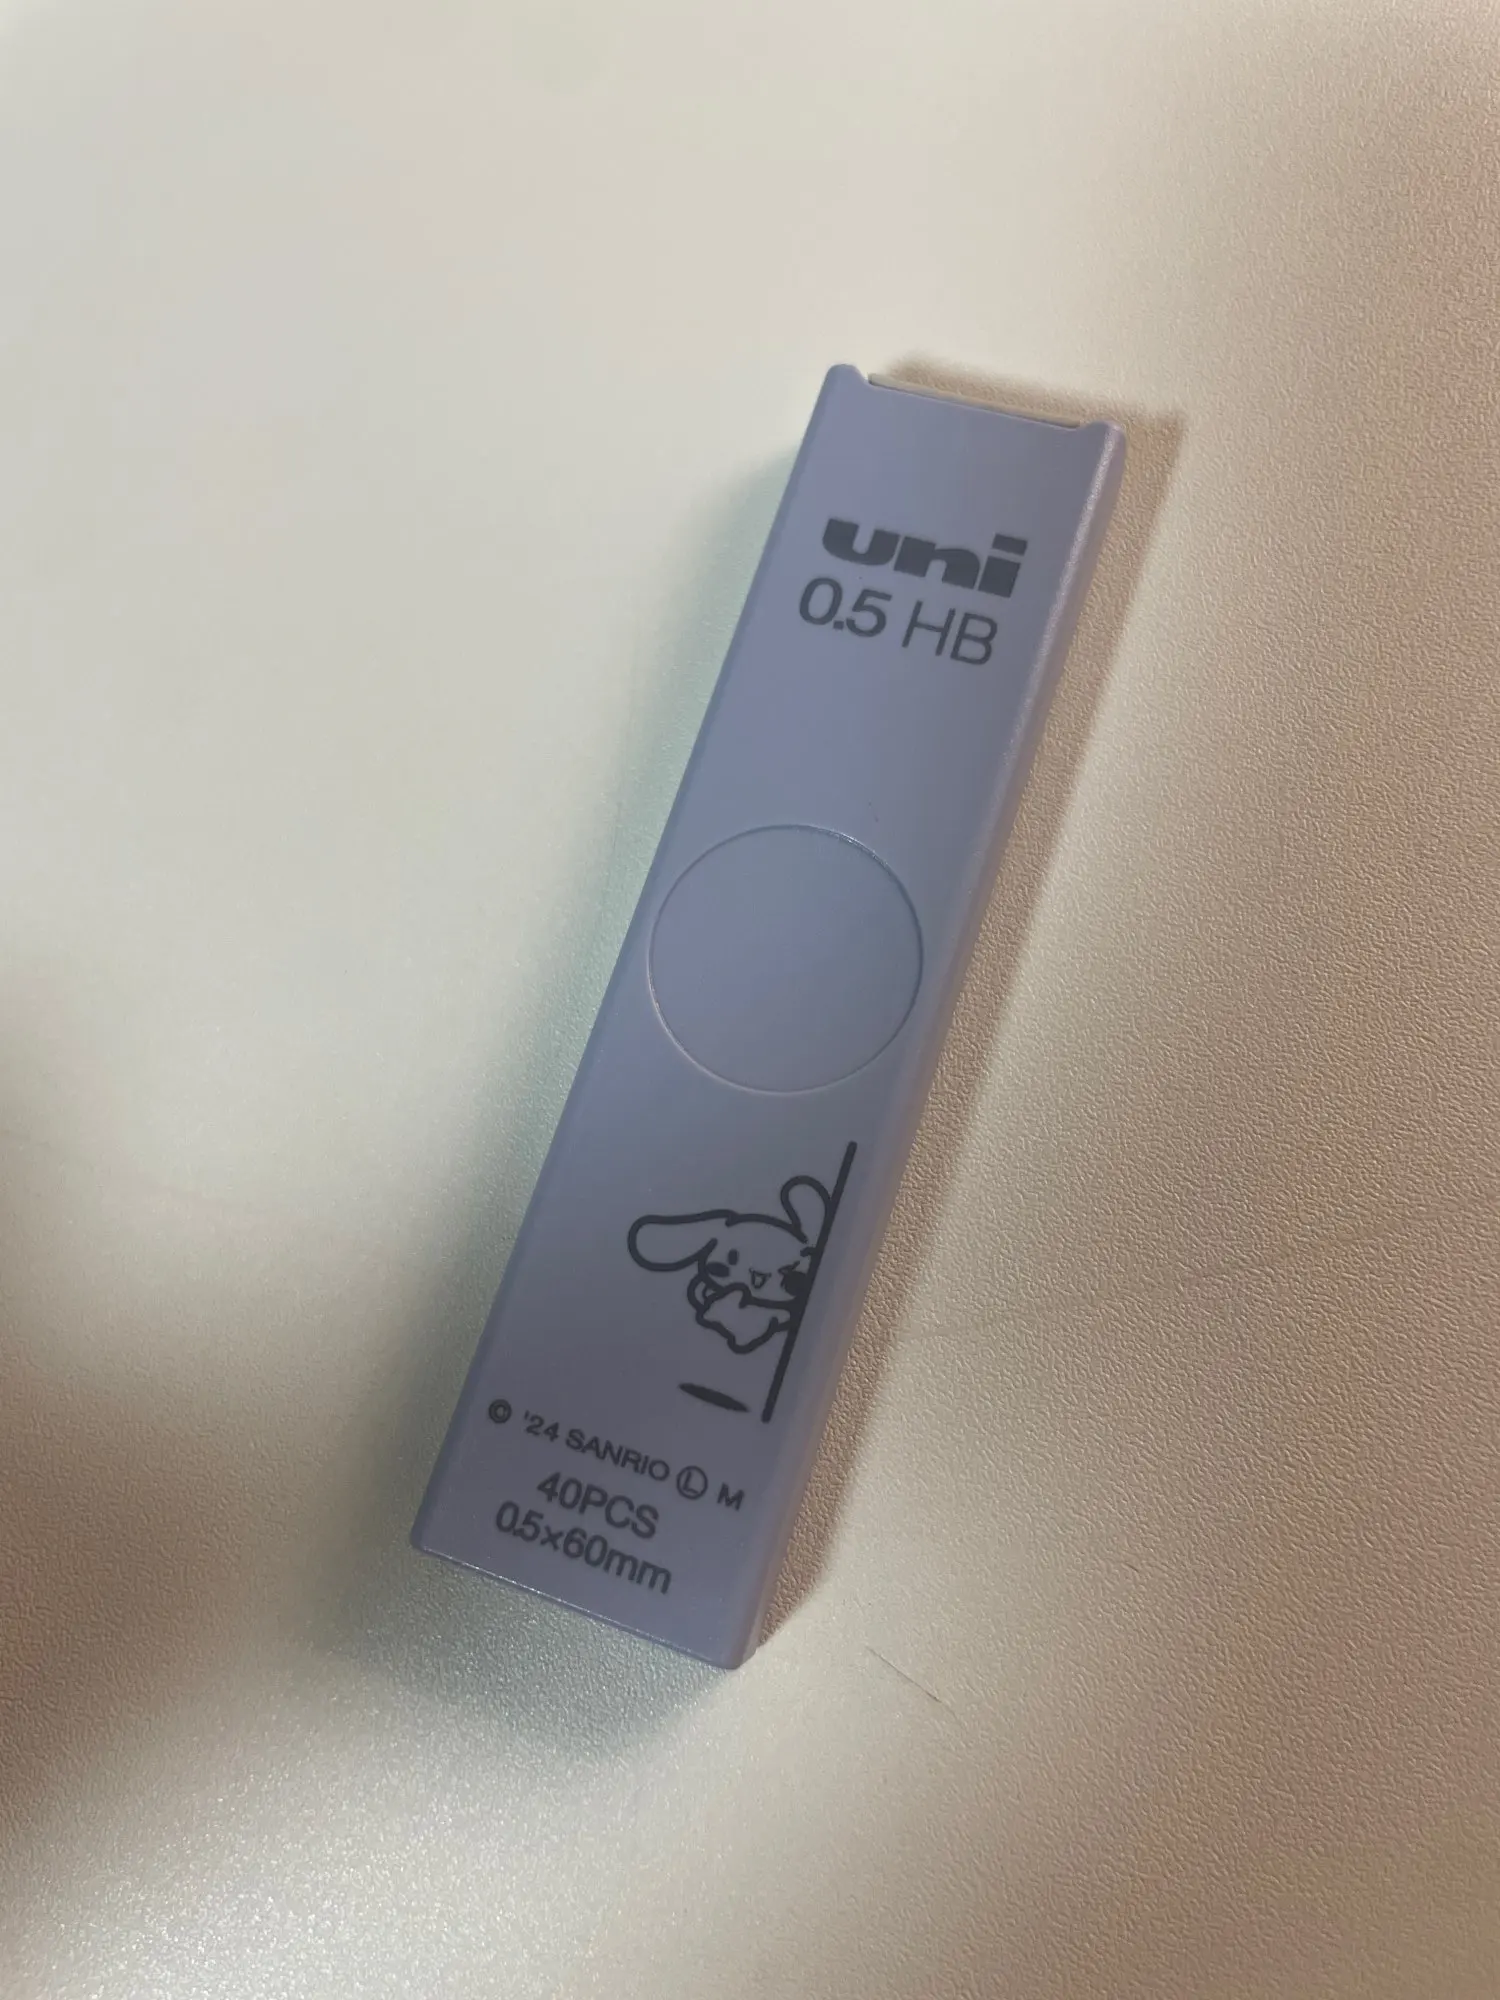 uni
0.5 HB
© '24 SANRIO Ⓛ M
40PCS
0.5×60mm